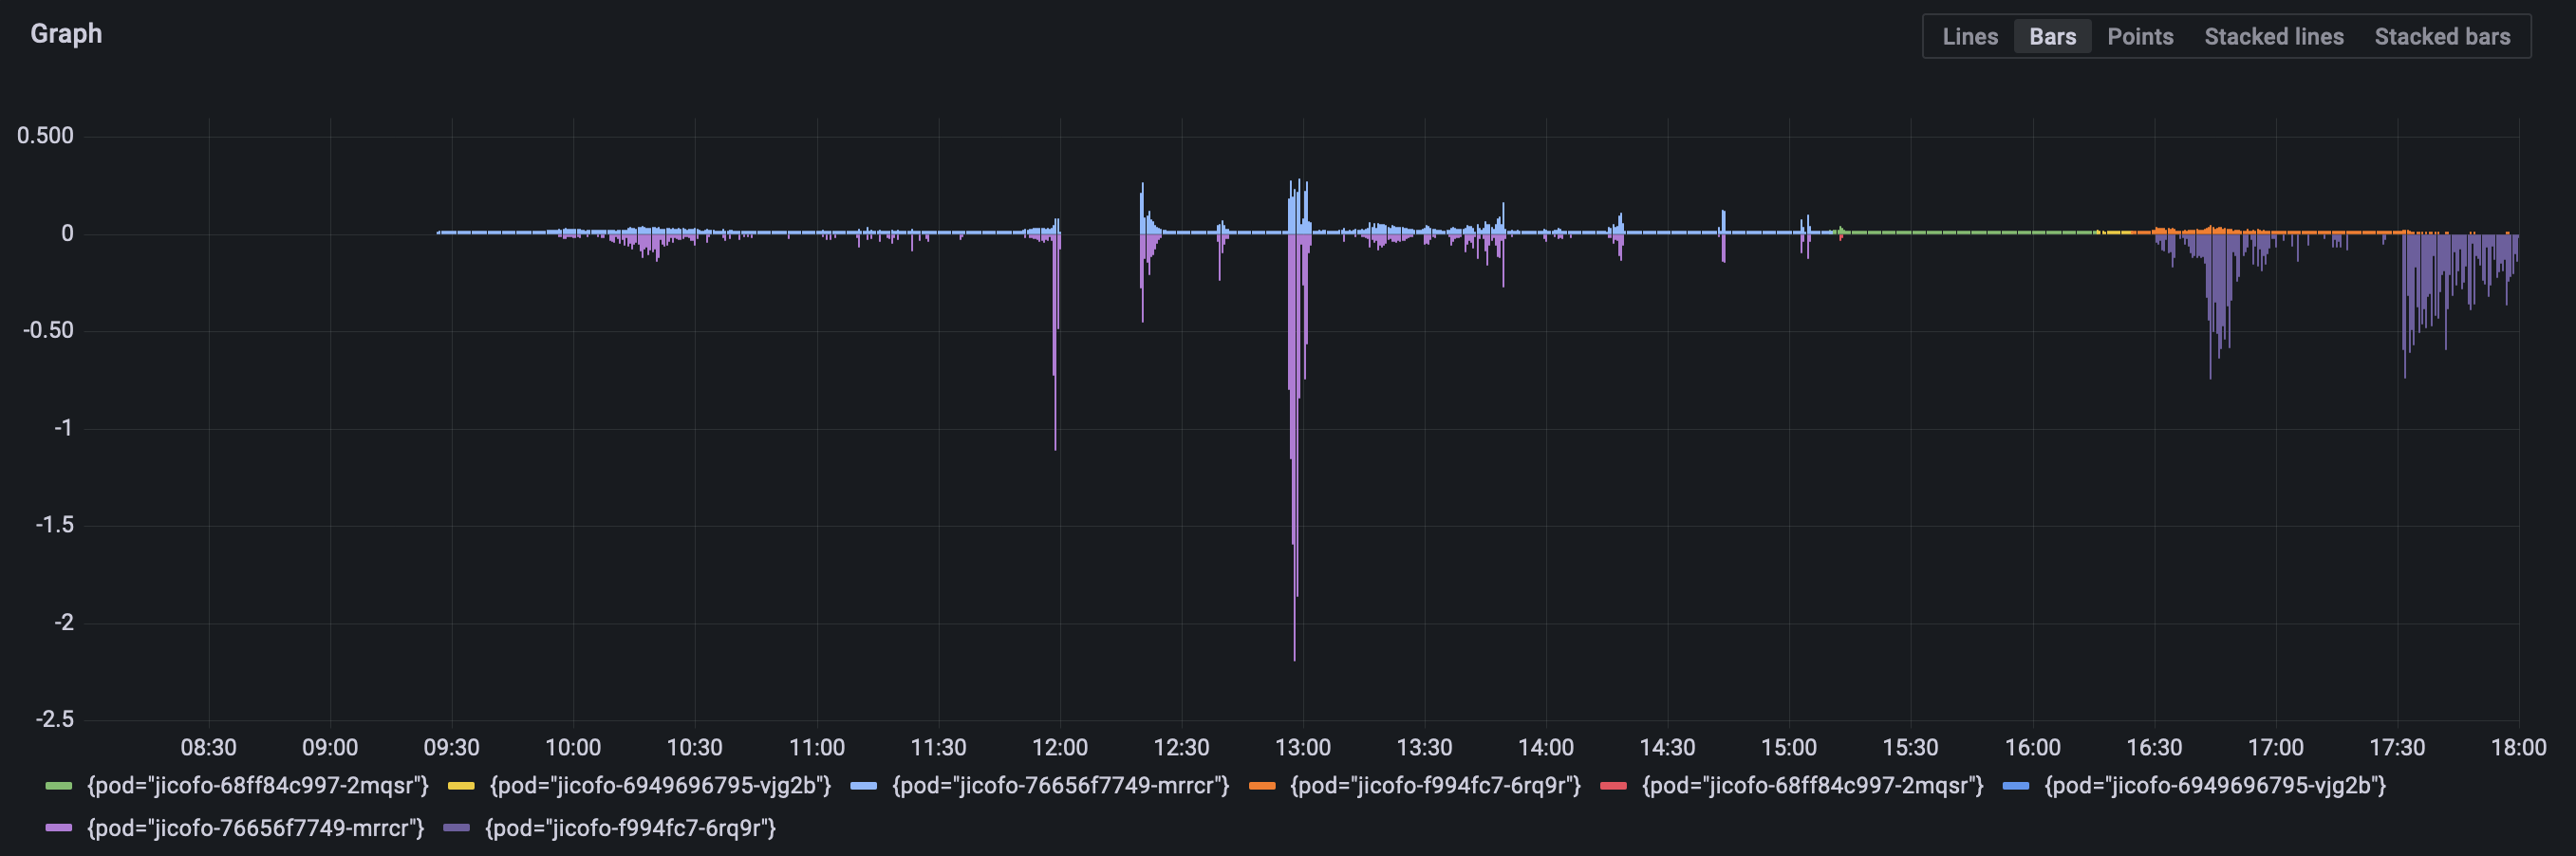 Graph
Lines Bars Points Stacked lines Stacked bars
0.500
0
-0.50
-1
-1.5
-2
-2.5
08:30 09:00 09:30 10:00 10:30 11:00 11:30 12:00 12:30 13:00 13:30 14:00 14:30 15:00 15:30 16:00 16:30 17:00 17:30 18:00
{pod="jicofo-68ff84c997-2mqsr"} {pod="jicofo-6949696795-vjg2b"} {pod="jicofo-76656f7749-mrrcr"} {pod="jicofo-f994fc7-6rq9r"} {pod="jicofo-68ff84c997-2mqsr"} {pod="jicofo-6949696795-vjg2b"}
{pod="jicofo-76656f7749-mrrcr"} {pod="jicofo-f994fc7-6rq9r"}